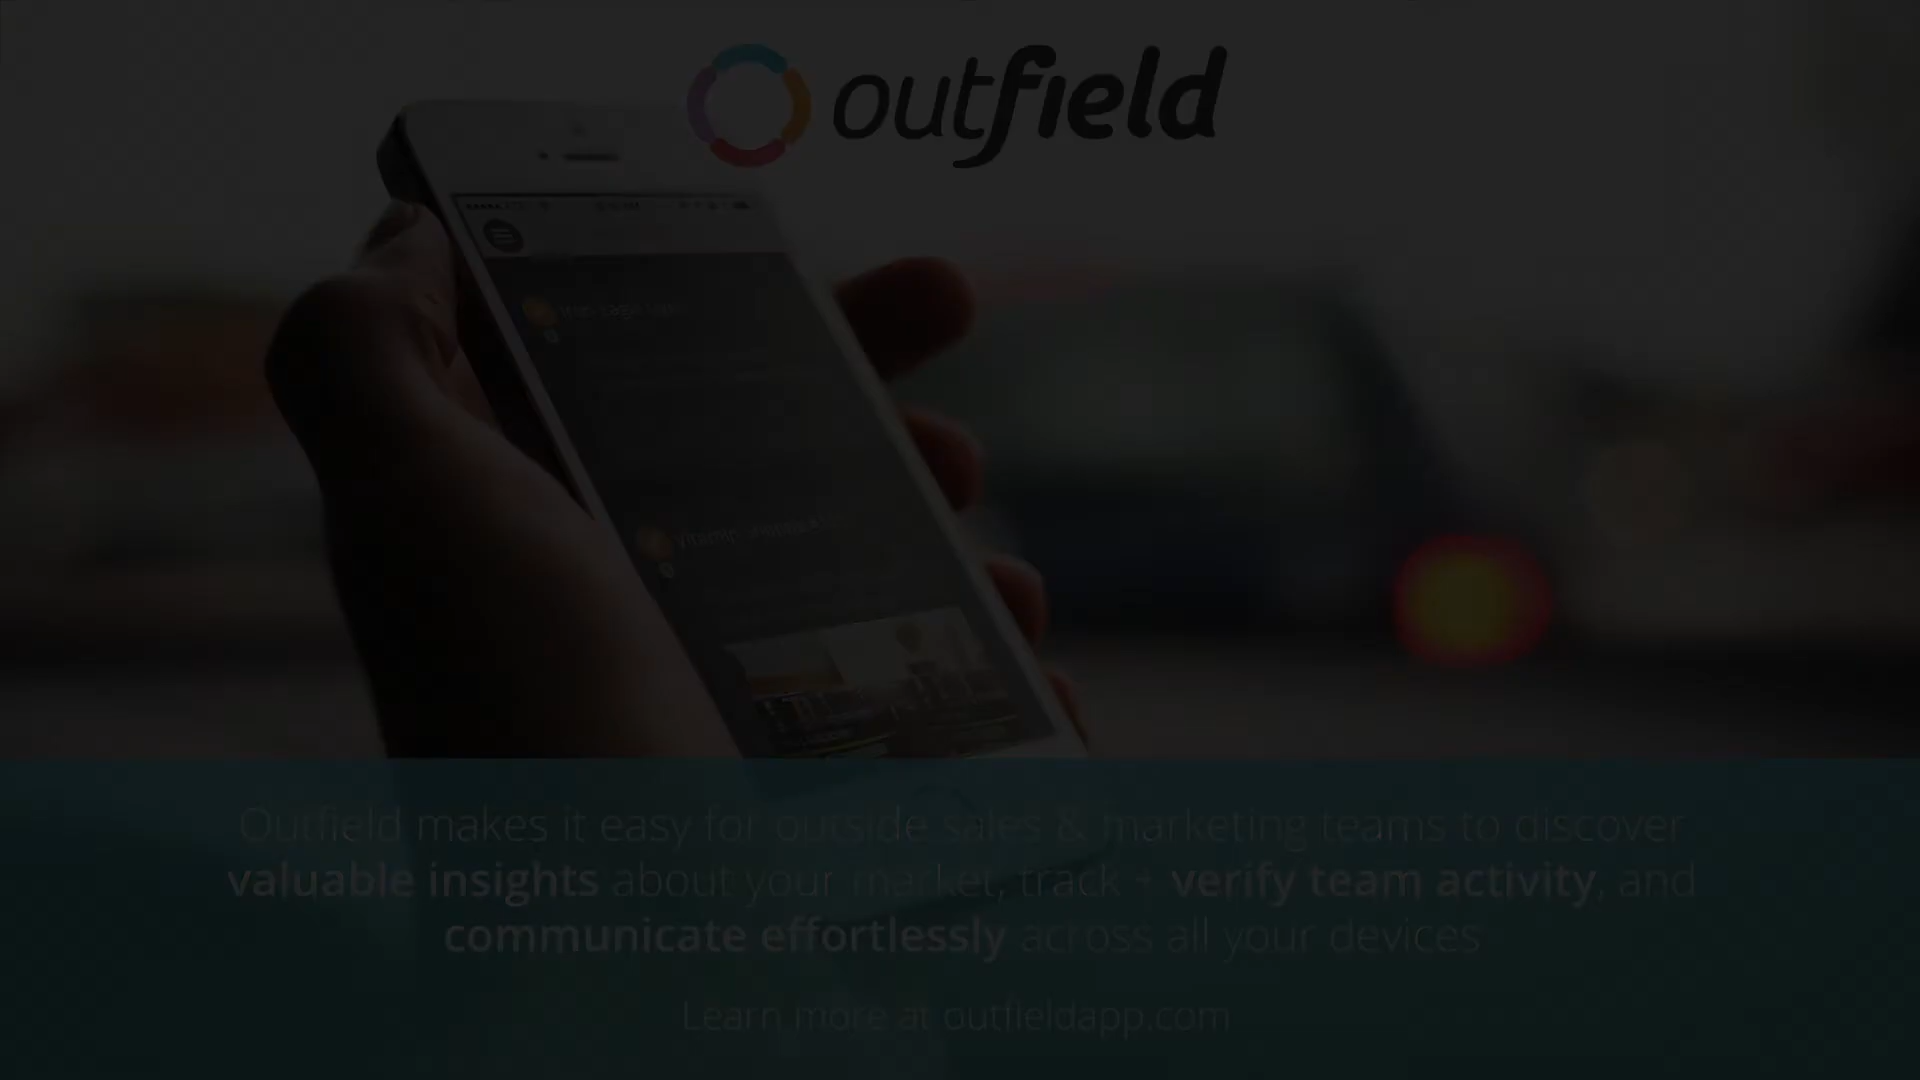 outfield
Outfield makes it easy for outside sales & marketing teams to discover
valuable insights about your market, track + verify team activity, and
communicate effortlessly across all your devices
Learn more at outfieldapp.com